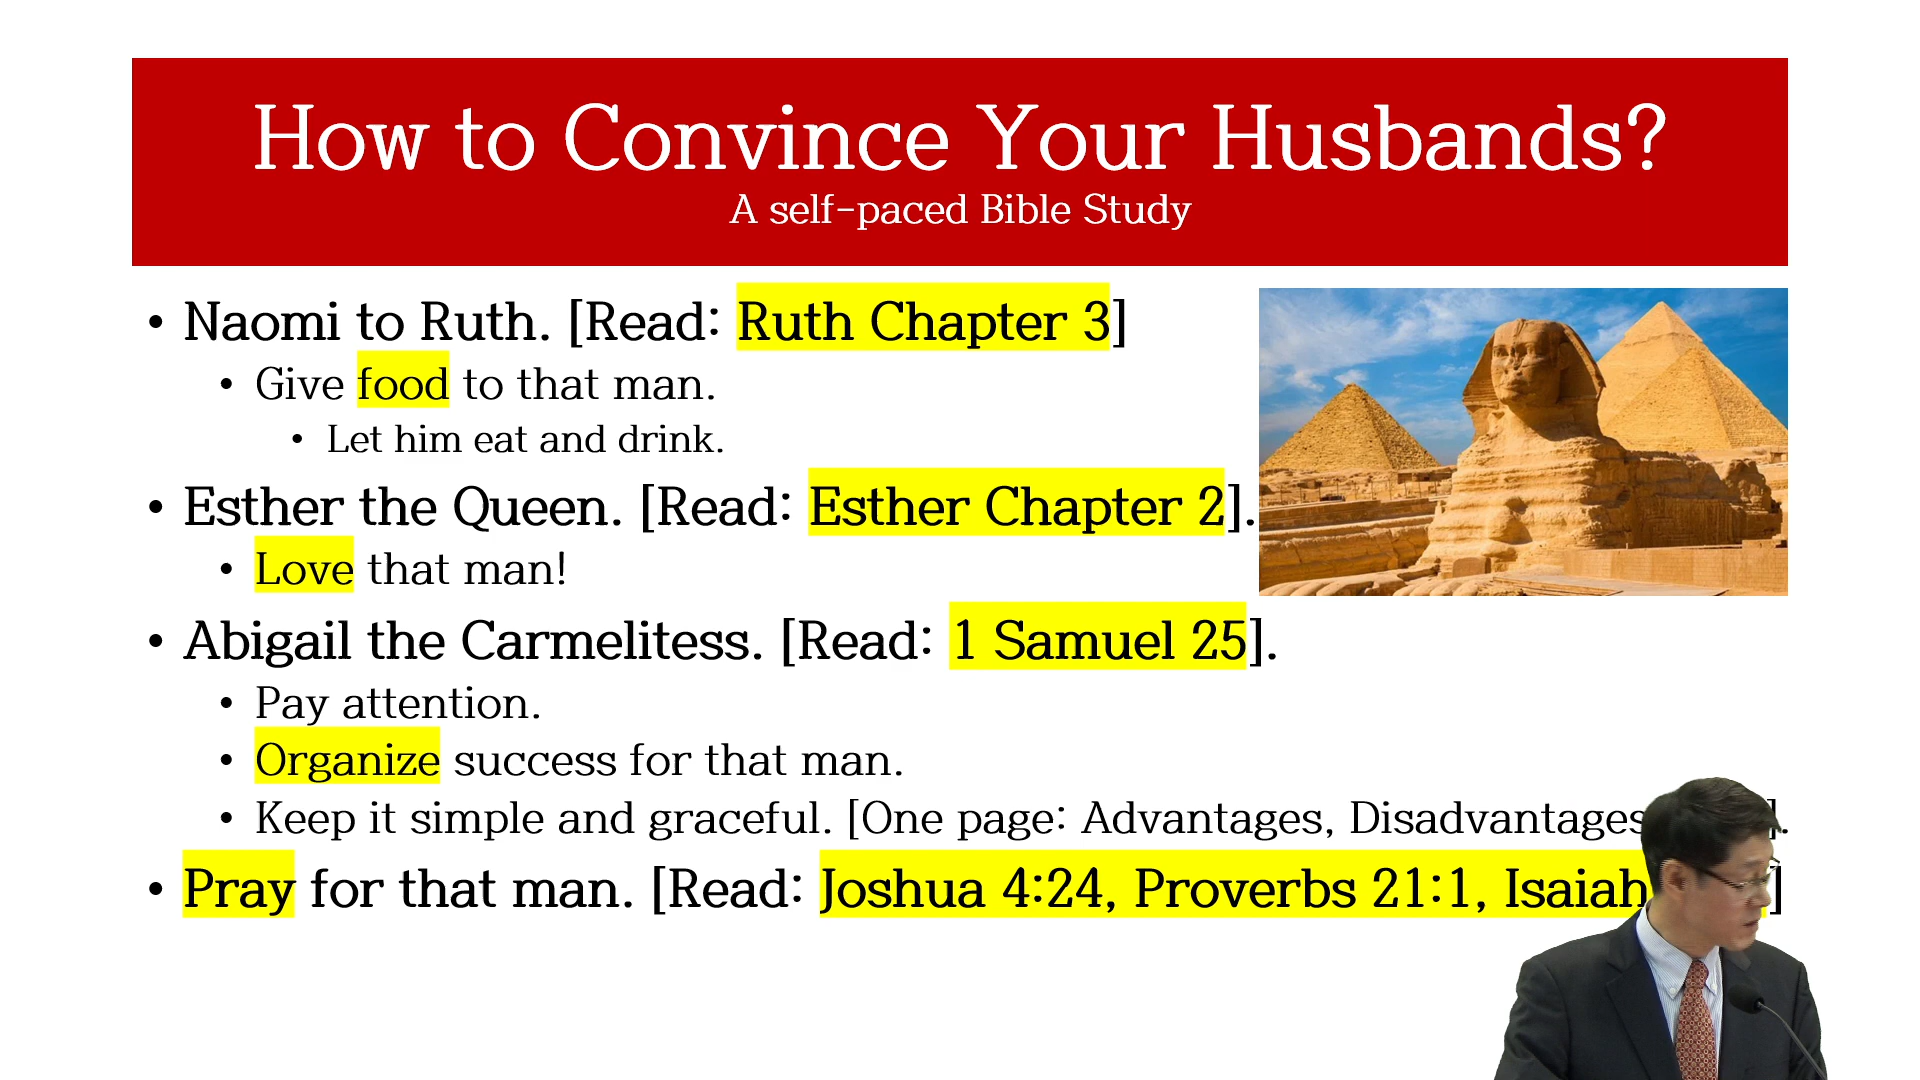 How to Convince Your Husbands?
A self-paced Bible Study
• Naomi to Ruth. [Read: Ruth Chapter 3]
• Give food to that man.
• Let him eat and drink.
• Esther the Queen. [Read: Esther Chapter 2].
• Love that man!
• Abigail the Carmelitess. [Read: 1 Samuel 25].
• Pay attention.
• Organize success for that man.
• Keep it simple and graceful. [One page: Advantages, Disadvantages ].
• Pray for that man. [Read: Joshua 4:24, Proverbs 21:1, Isaiah ]